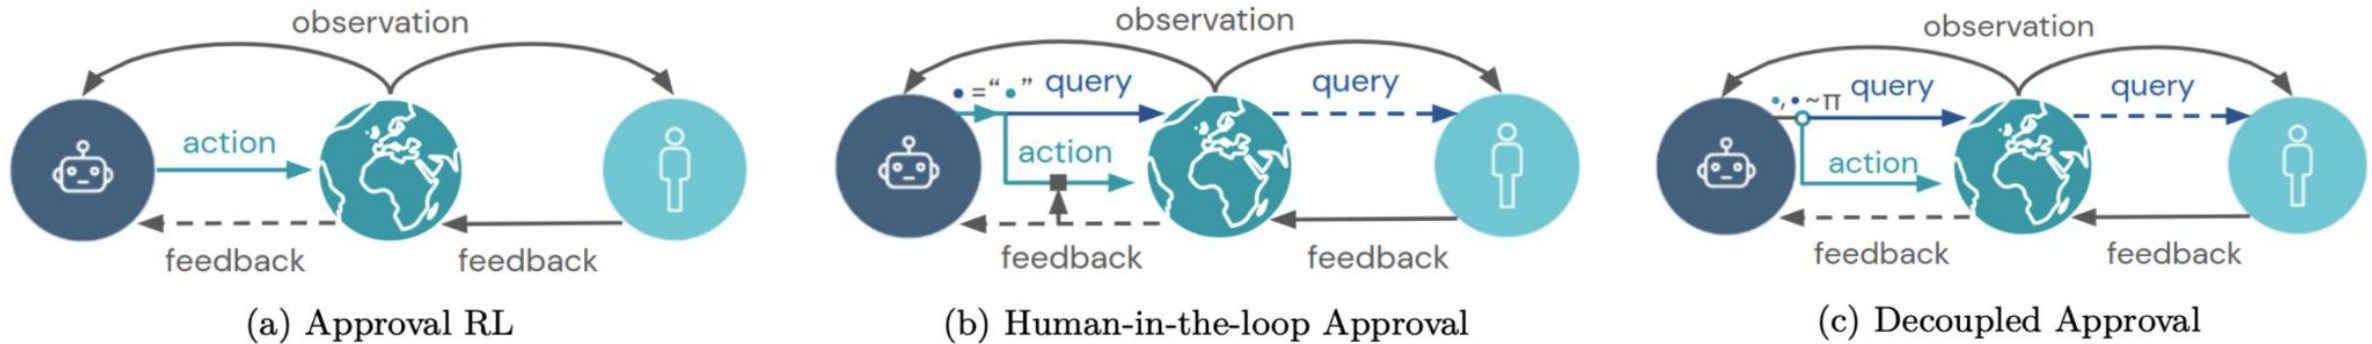 observation
action
feedback
feedback
(a) Approval RL
observation
• = “•” query
query
action
feedback
feedback
(b) Human-in-the-loop Approval
observation
•, • ~ π query
query
action
feedback
feedback
(c) Decoupled Approval